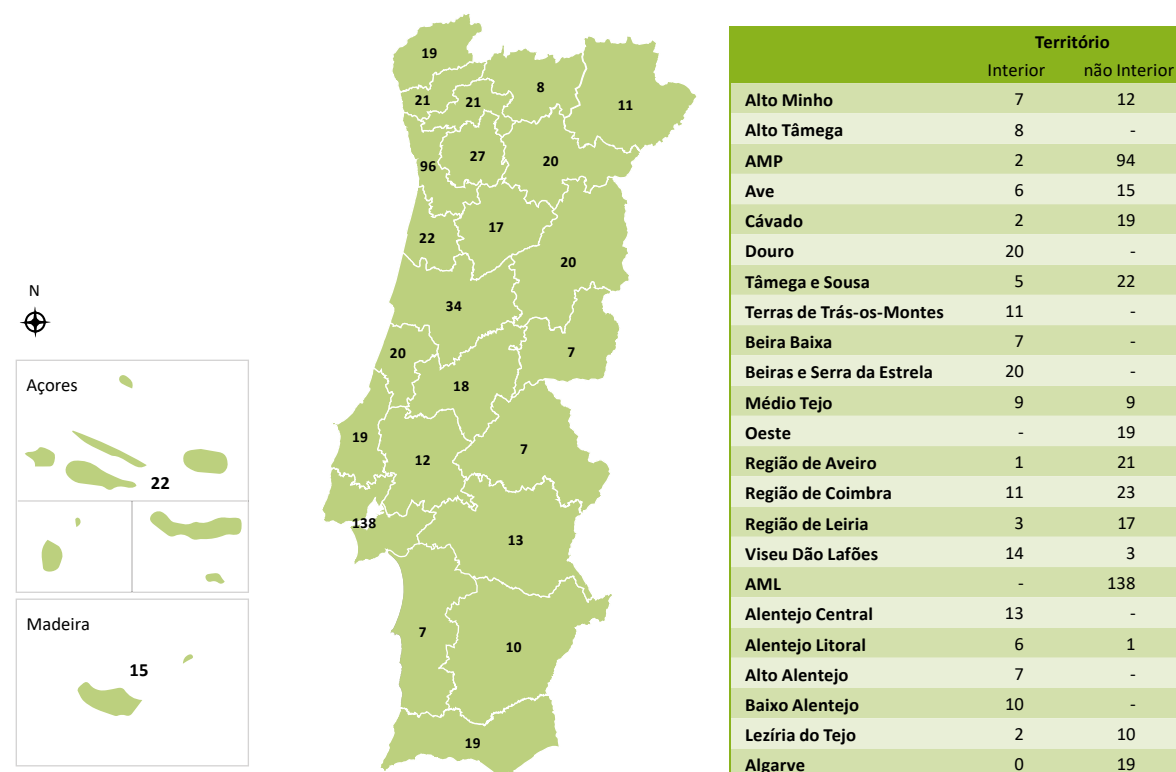 19
8
21
21
11
27
20
96
17
22
20
34
20
7
18
19
12
7
138
13
7
10
19
N
Açores
22
Madeira
15
Território
Interior não Interior
Alto Minho 7 12
Alto Tâmega 8 -
AMP 2 94
Ave 6 15
Cávado 2 19
Douro 20 -
Tâmega e Sousa 5 22
Terras de Trás-os-Montes 11 -
Beira Baixa 7 -
Beiras e Serra da Estrela 20 -
Médio Tejo 9 9
Oeste - 19
Região de Aveiro 1 21
Região de Coimbra 11 23
Região de Leiria 3 17
Viseu Dão Lafões 14 3
AML - 138
Alentejo Central 13 -
Alentejo Litoral 6 1
Alto Alentejo 7 -
Baixo Alentejo 10 -
Lezíria do Tejo 2 10
Algarve 0 19